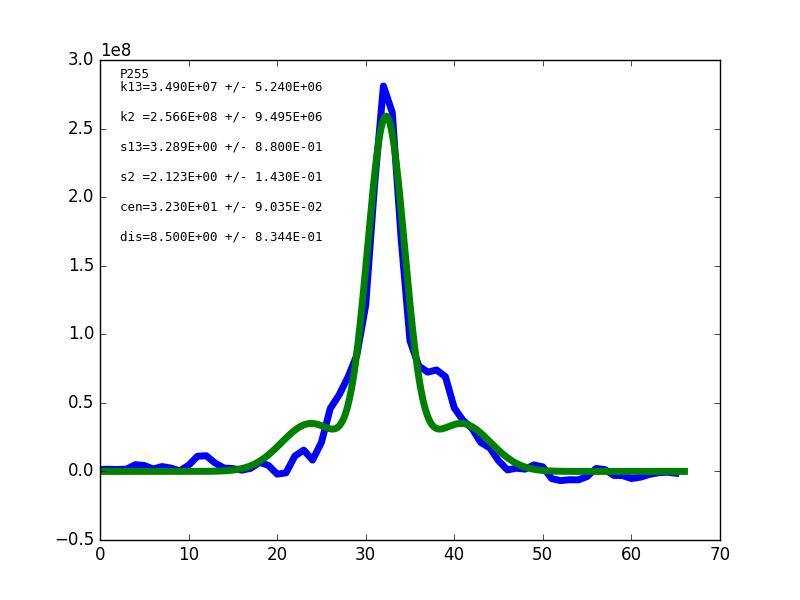 1e8
P255
k13=3.490E+07 +/- 5.240E+06
k2 =2.566E+08 +/- 9.495E+06
s13=3.289E+00 +/- 8.800E-01
s2 =2.123E+00 +/- 1.430E-01
cen=3.230E+01 +/- 9.035E-02
dis=8.500E+00 +/- 8.344E-01
3.0
2.5
2.0
1.5
1.0
0.5
0.0
−0.5
0 10 20 30 40 50 60 70